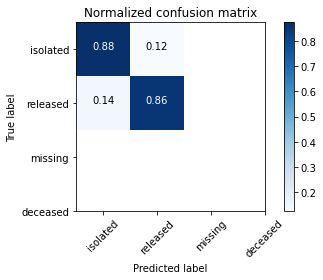 Normalized confusion matrix
True label
isolated
released
missing
deceased
0.88 0.12
0.14 0.86
isolated
released
missing
deceased
Predicted label
0.8
0.7
0.6
0.5
0.4
0.3
0.2